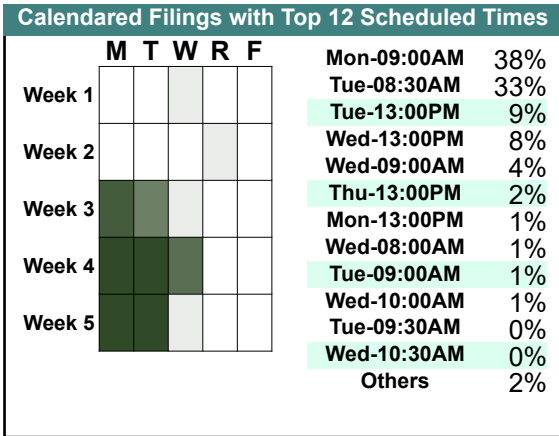 Calendared Filings with Top 12 Scheduled Times
M T W R F
Week 1
Week 2
Week 3
Week 4
Week 5
Mon-09:00AM 38%
Tue-08:30AM 33%
Tue-13:00PM 9%
Wed-13:00PM 8%
Wed-09:00AM 4%
Thu-13:00PM 2%
Mon-13:00PM 1%
Wed-08:00AM 1%
Tue-09:00AM 1%
Wed-10:00AM 1%
Tue-09:30AM 0%
Wed-10:30AM 0%
Others 2%